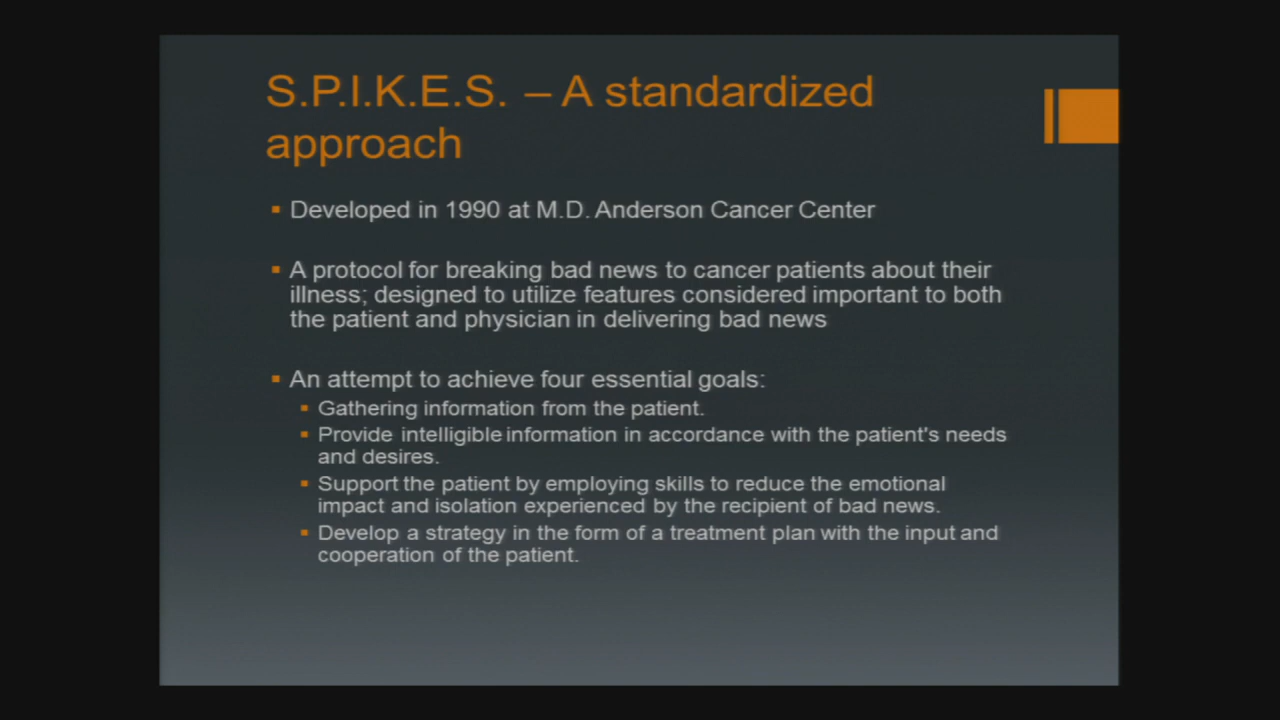 S.P.I.K.E.S. – A standardized
approach
Developed in 1990 at M.D. Anderson Cancer Center
A protocol for breaking bad news to cancer patients about their
illness; designed to utilize features considered important to both
the patient and physician in delivering bad news
An attempt to achieve four essential goals:
Gathering information from the patient.
Provide intelligible information in accordance with the patient's needs
and desires.
Support the patient by employing skills to reduce the emotional
impact and isolation experienced by the recipient of bad news.
Develop a strategy in the form of a treatment plan with the input and
cooperation of the patient.